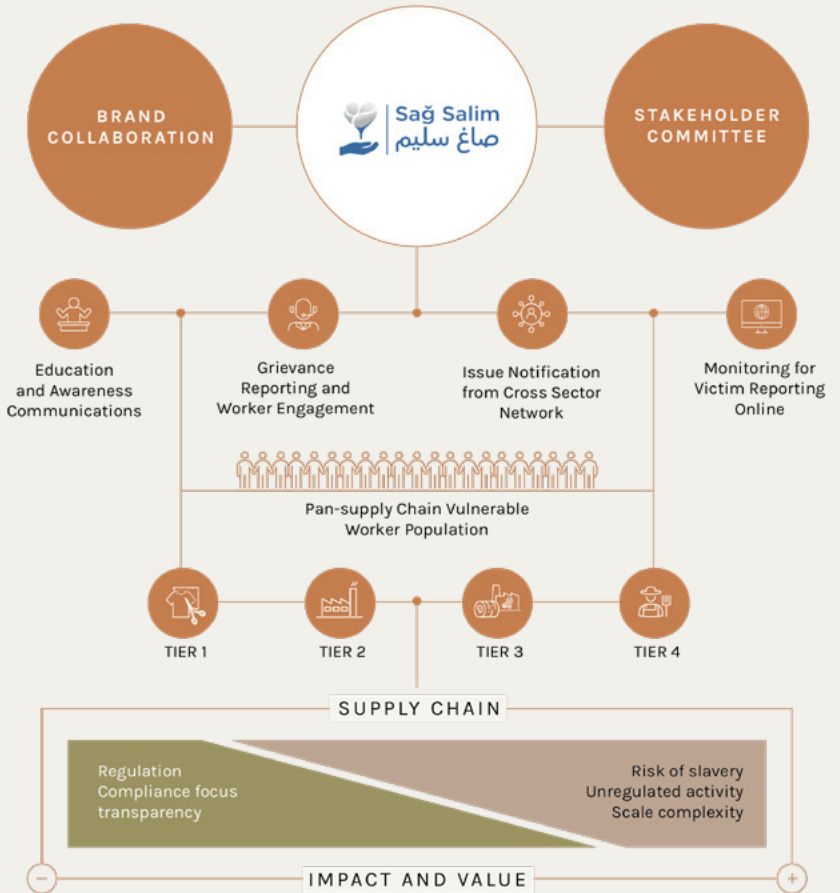 BRAND
COLLABORATION
Sağ Salim
صاغ سليم
STAKEHOLDER
COMMITTEE
Education
and Awareness
Communications
Grievance
Reporting and
Worker Engagement
Issue Notification
from Cross Sector
Network
Monitoring for
Victim Reporting
Online
Pan-supply Chain Vulnerable
Worker Population
TIER 1
TIER 2
TIER 3
TIER 4
SUPPLY CHAIN
Regulation
Compliance focus
transparency
Risk of slavery
Unregulated activity
Scale complexity
−
IMPACT AND VALUE
+